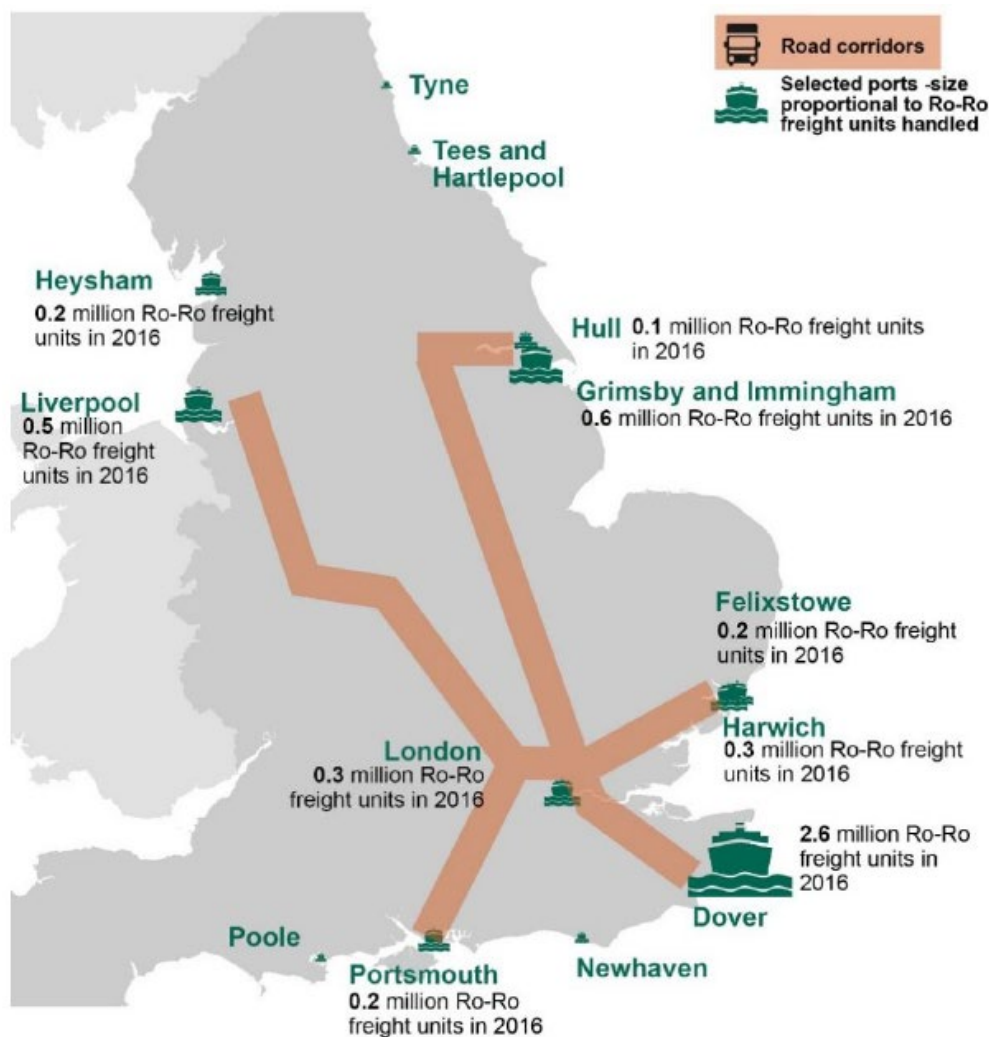 Road corridors
Selected ports -size
proportional to Ro-Ro
freight units handled
Tyne
Tees and
Hartlepool
Heysham
0.2 million Ro-Ro freight
units in 2016
Hull 0.1 million Ro-Ro freight units
in 2016
Grimsby and Immingham
0.6 million Ro-Ro freight units in 2016
Liverpool
0.5 million
Ro-Ro freight
units in 2016
Felixstowe
0.2 million Ro-Ro freight
units in 2016
Harwich
0.3 million Ro-Ro freight
units in 2016
London
0.3 million Ro-Ro
freight units in 2016
2.6 million Ro-Ro
freight units in
2016
Dover
Poole
Portsmouth
0.2 million Ro-Ro
freight units in 2016
Newhaven